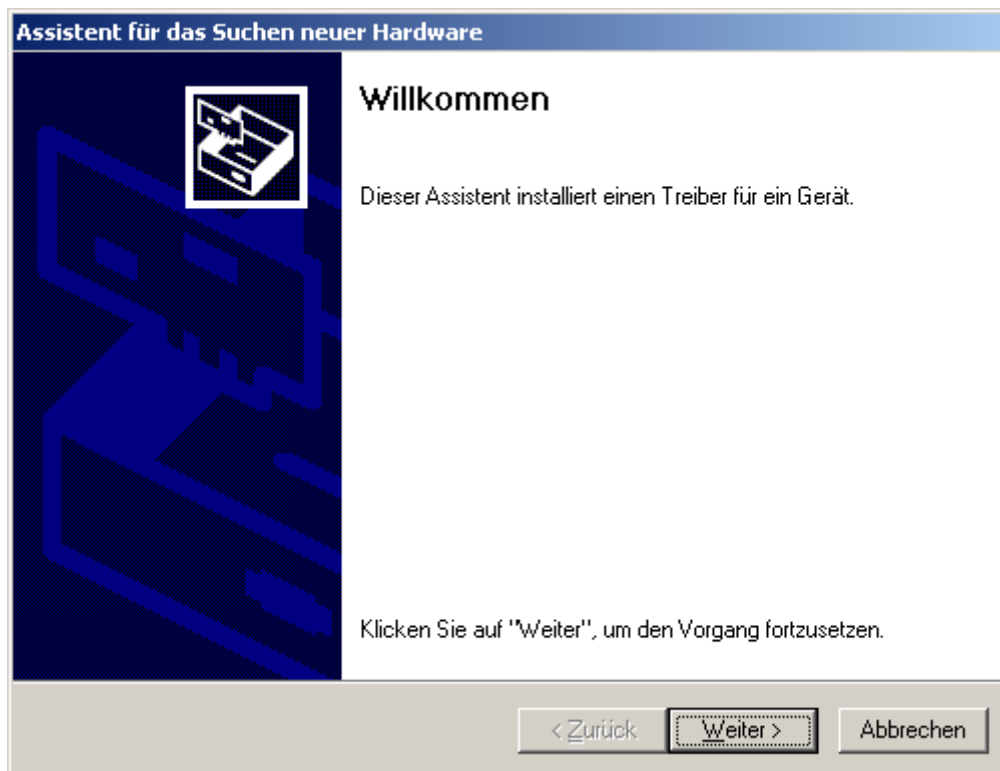 Assistent für das Suchen neuer Hardware
Willkommen
Dieser Assistent installiert einen Treiber für ein Gerät.
Klicken Sie auf "Weiter", um den Vorgang fortzusetzen.
< Zurück Weiter > Abbrechen